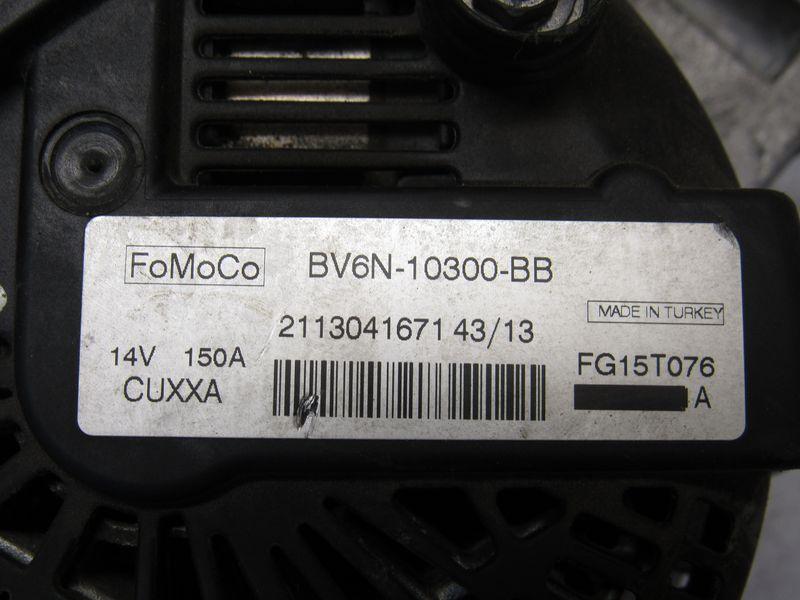 FoMoCo BV6N-10300-BB
MADE IN TURKEY
2113041671 43/13
14V 150A
FG15T076
CUXXA
A